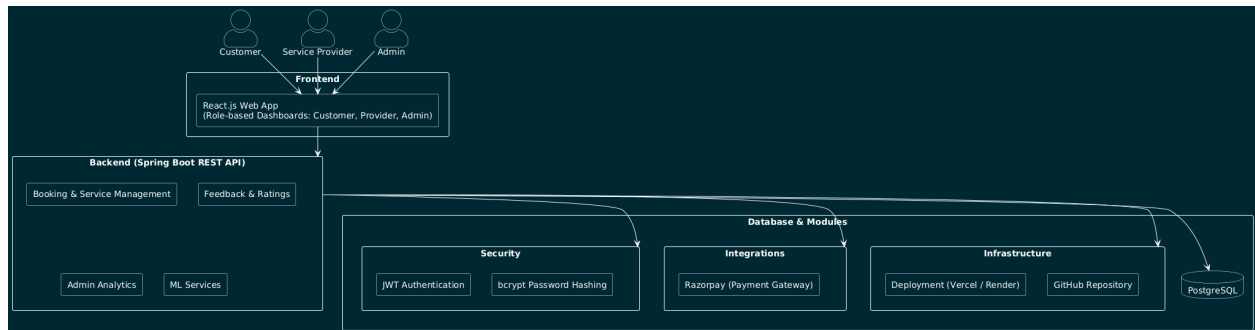 Customer
Service Provider
Admin
Frontend
React.js Web App
(Role-based Dashboards: Customer, Provider, Admin)
Backend (Spring Boot REST API)
Booking & Service Management
Feedback & Ratings
Admin Analytics
ML Services
Database & Modules
Security
JWT Authentication
bcrypt Password Hashing
Integrations
Razorpay (Payment Gateway)
Infrastructure
Deployment (Vercel / Render)
GitHub Repository
PostgreSQL